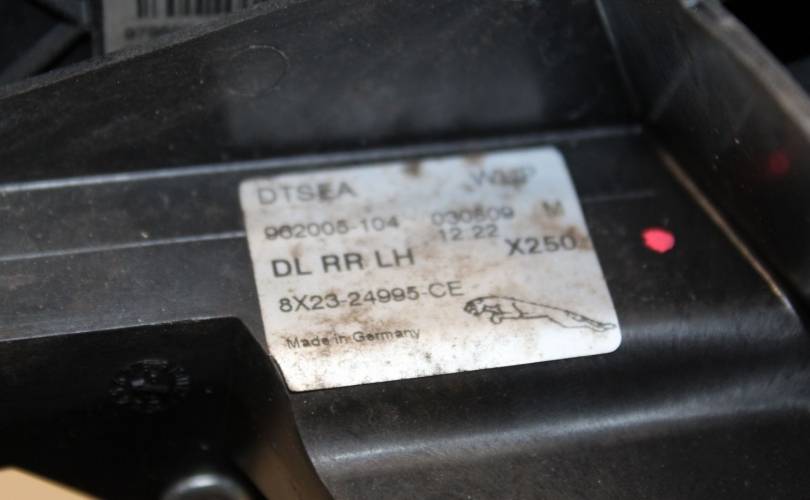 DTSEA
962005-104 030609 M
12:22
DL RR LH X250
8X23-24995-CE
Made in Germany